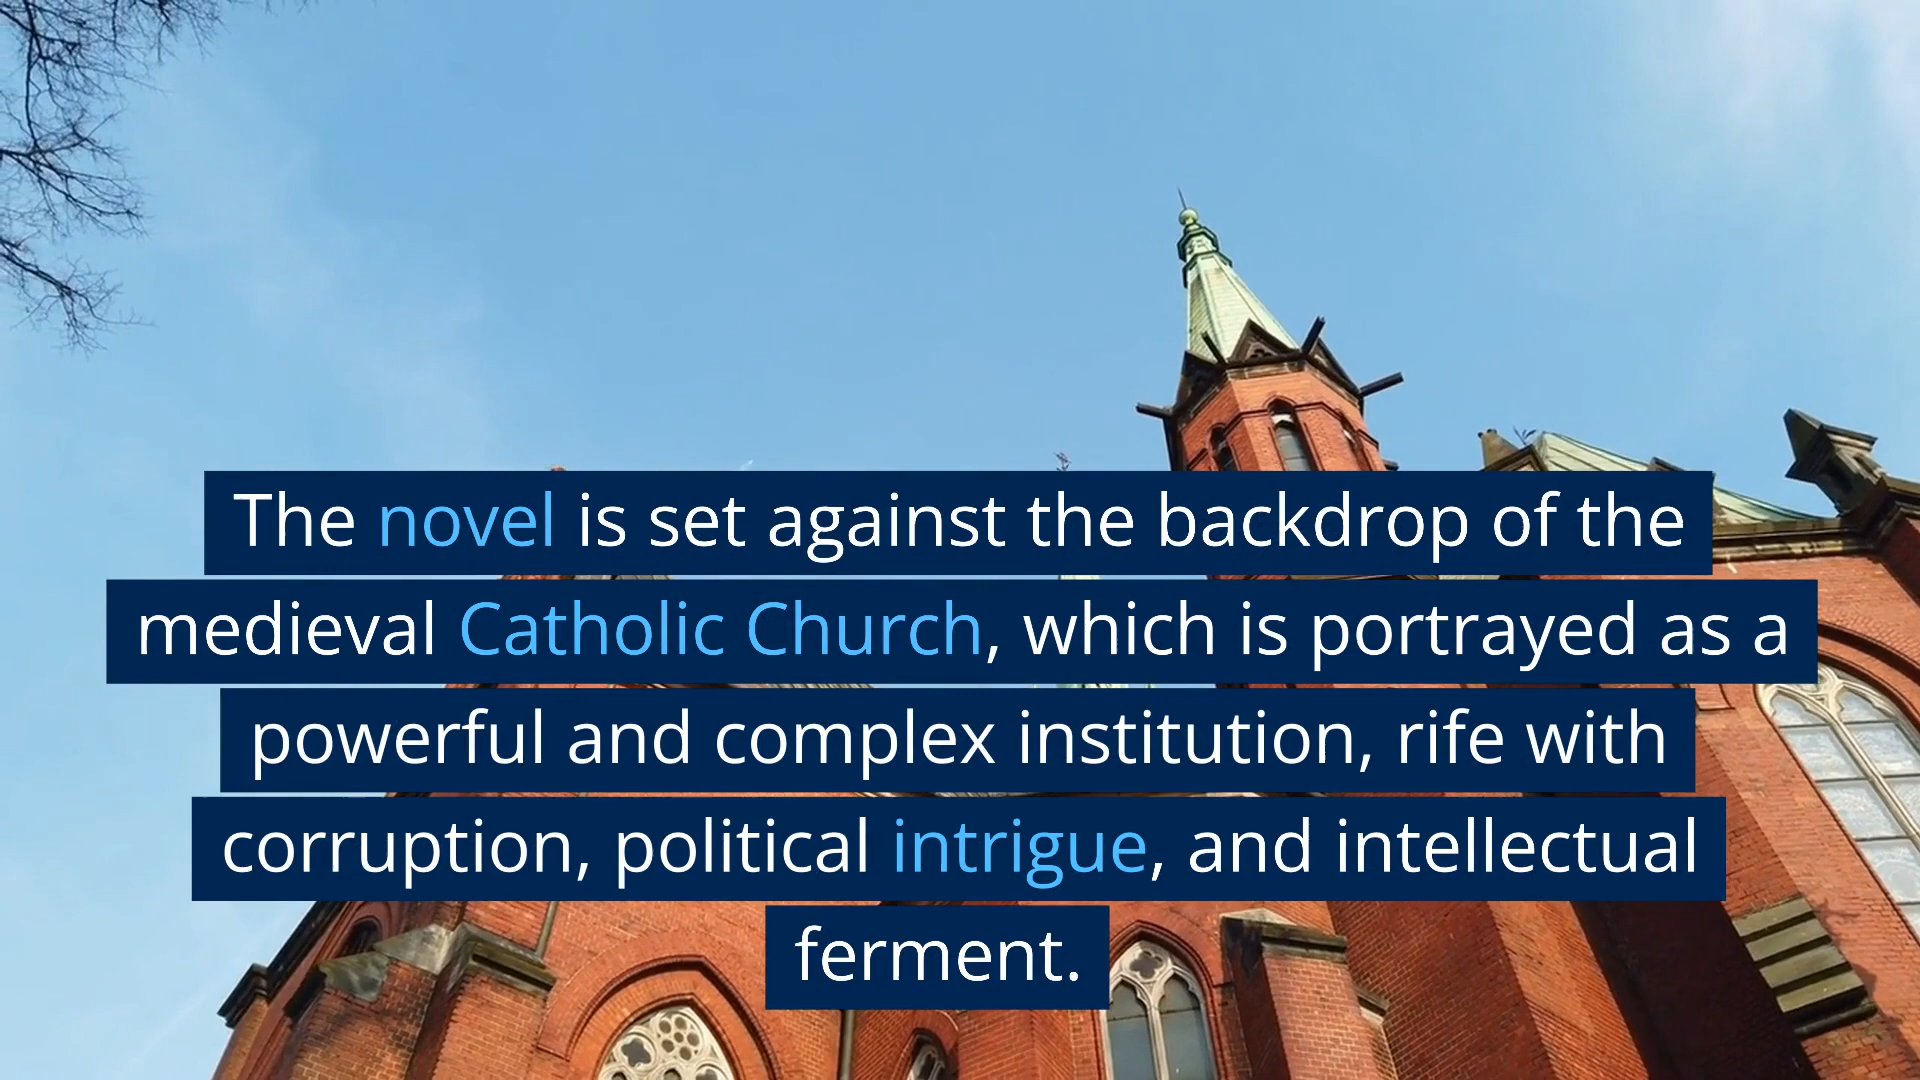 The novel is set against the backdrop of the
medieval Catholic Church, which is portrayed as a
powerful and complex institution, rife with
corruption, political intrigue, and intellectual
ferment.